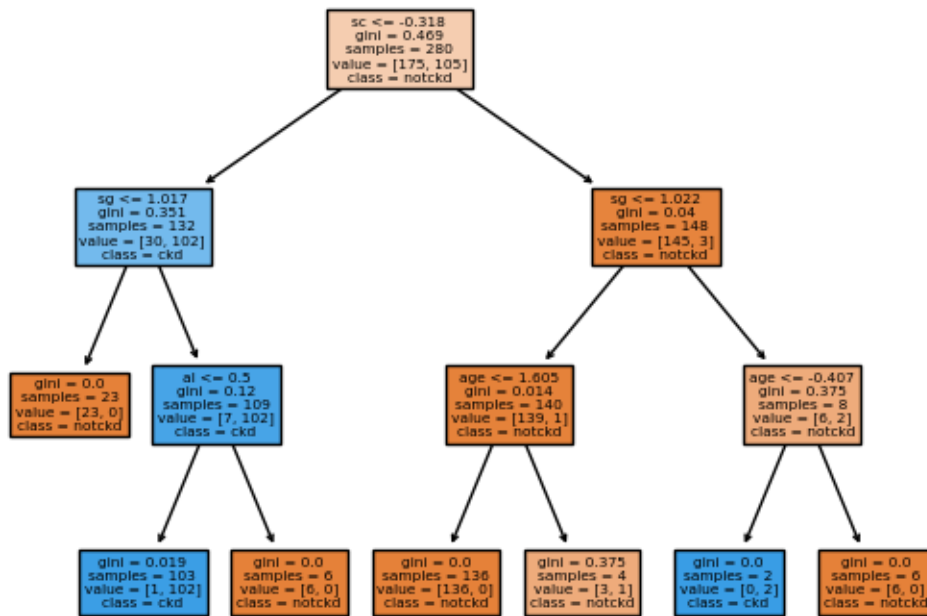 sc <= -0.318
gini = 0.469
samples = 280
value = [175, 105]
class = notckd
sg <= 1.017
gini = 0.351
samples = 132
value = [30, 102]
class = ckd
sg <= 1.022
gini = 0.04
samples = 148
value = [145, 3]
class = notckd
gini = 0.0
samples = 23
value = [23, 0]
class = notckd
al <= 0.5
gini = 0.12
samples = 109
value = [7, 102]
class = ckd
age <= 1.605
gini = 0.014
samples = 140
value = [139, 1]
class = notckd
age <= -0.407
gini = 0.375
samples = 8
value = [6, 2]
class = notckd
gini = 0.019
samples = 103
value = [1, 102]
class = ckd
gini = 0.0
samples = 6
value = [6, 0]
class = notckd
gini = 0.0
samples = 136
value = [136, 0]
class = notckd
gini = 0.375
samples = 4
value = [3, 1]
class = notckd
gini = 0.0
samples = 2
value = [0, 2]
class = ckd
gini = 0.0
samples = 6
value = [6, 0]
class = notckd